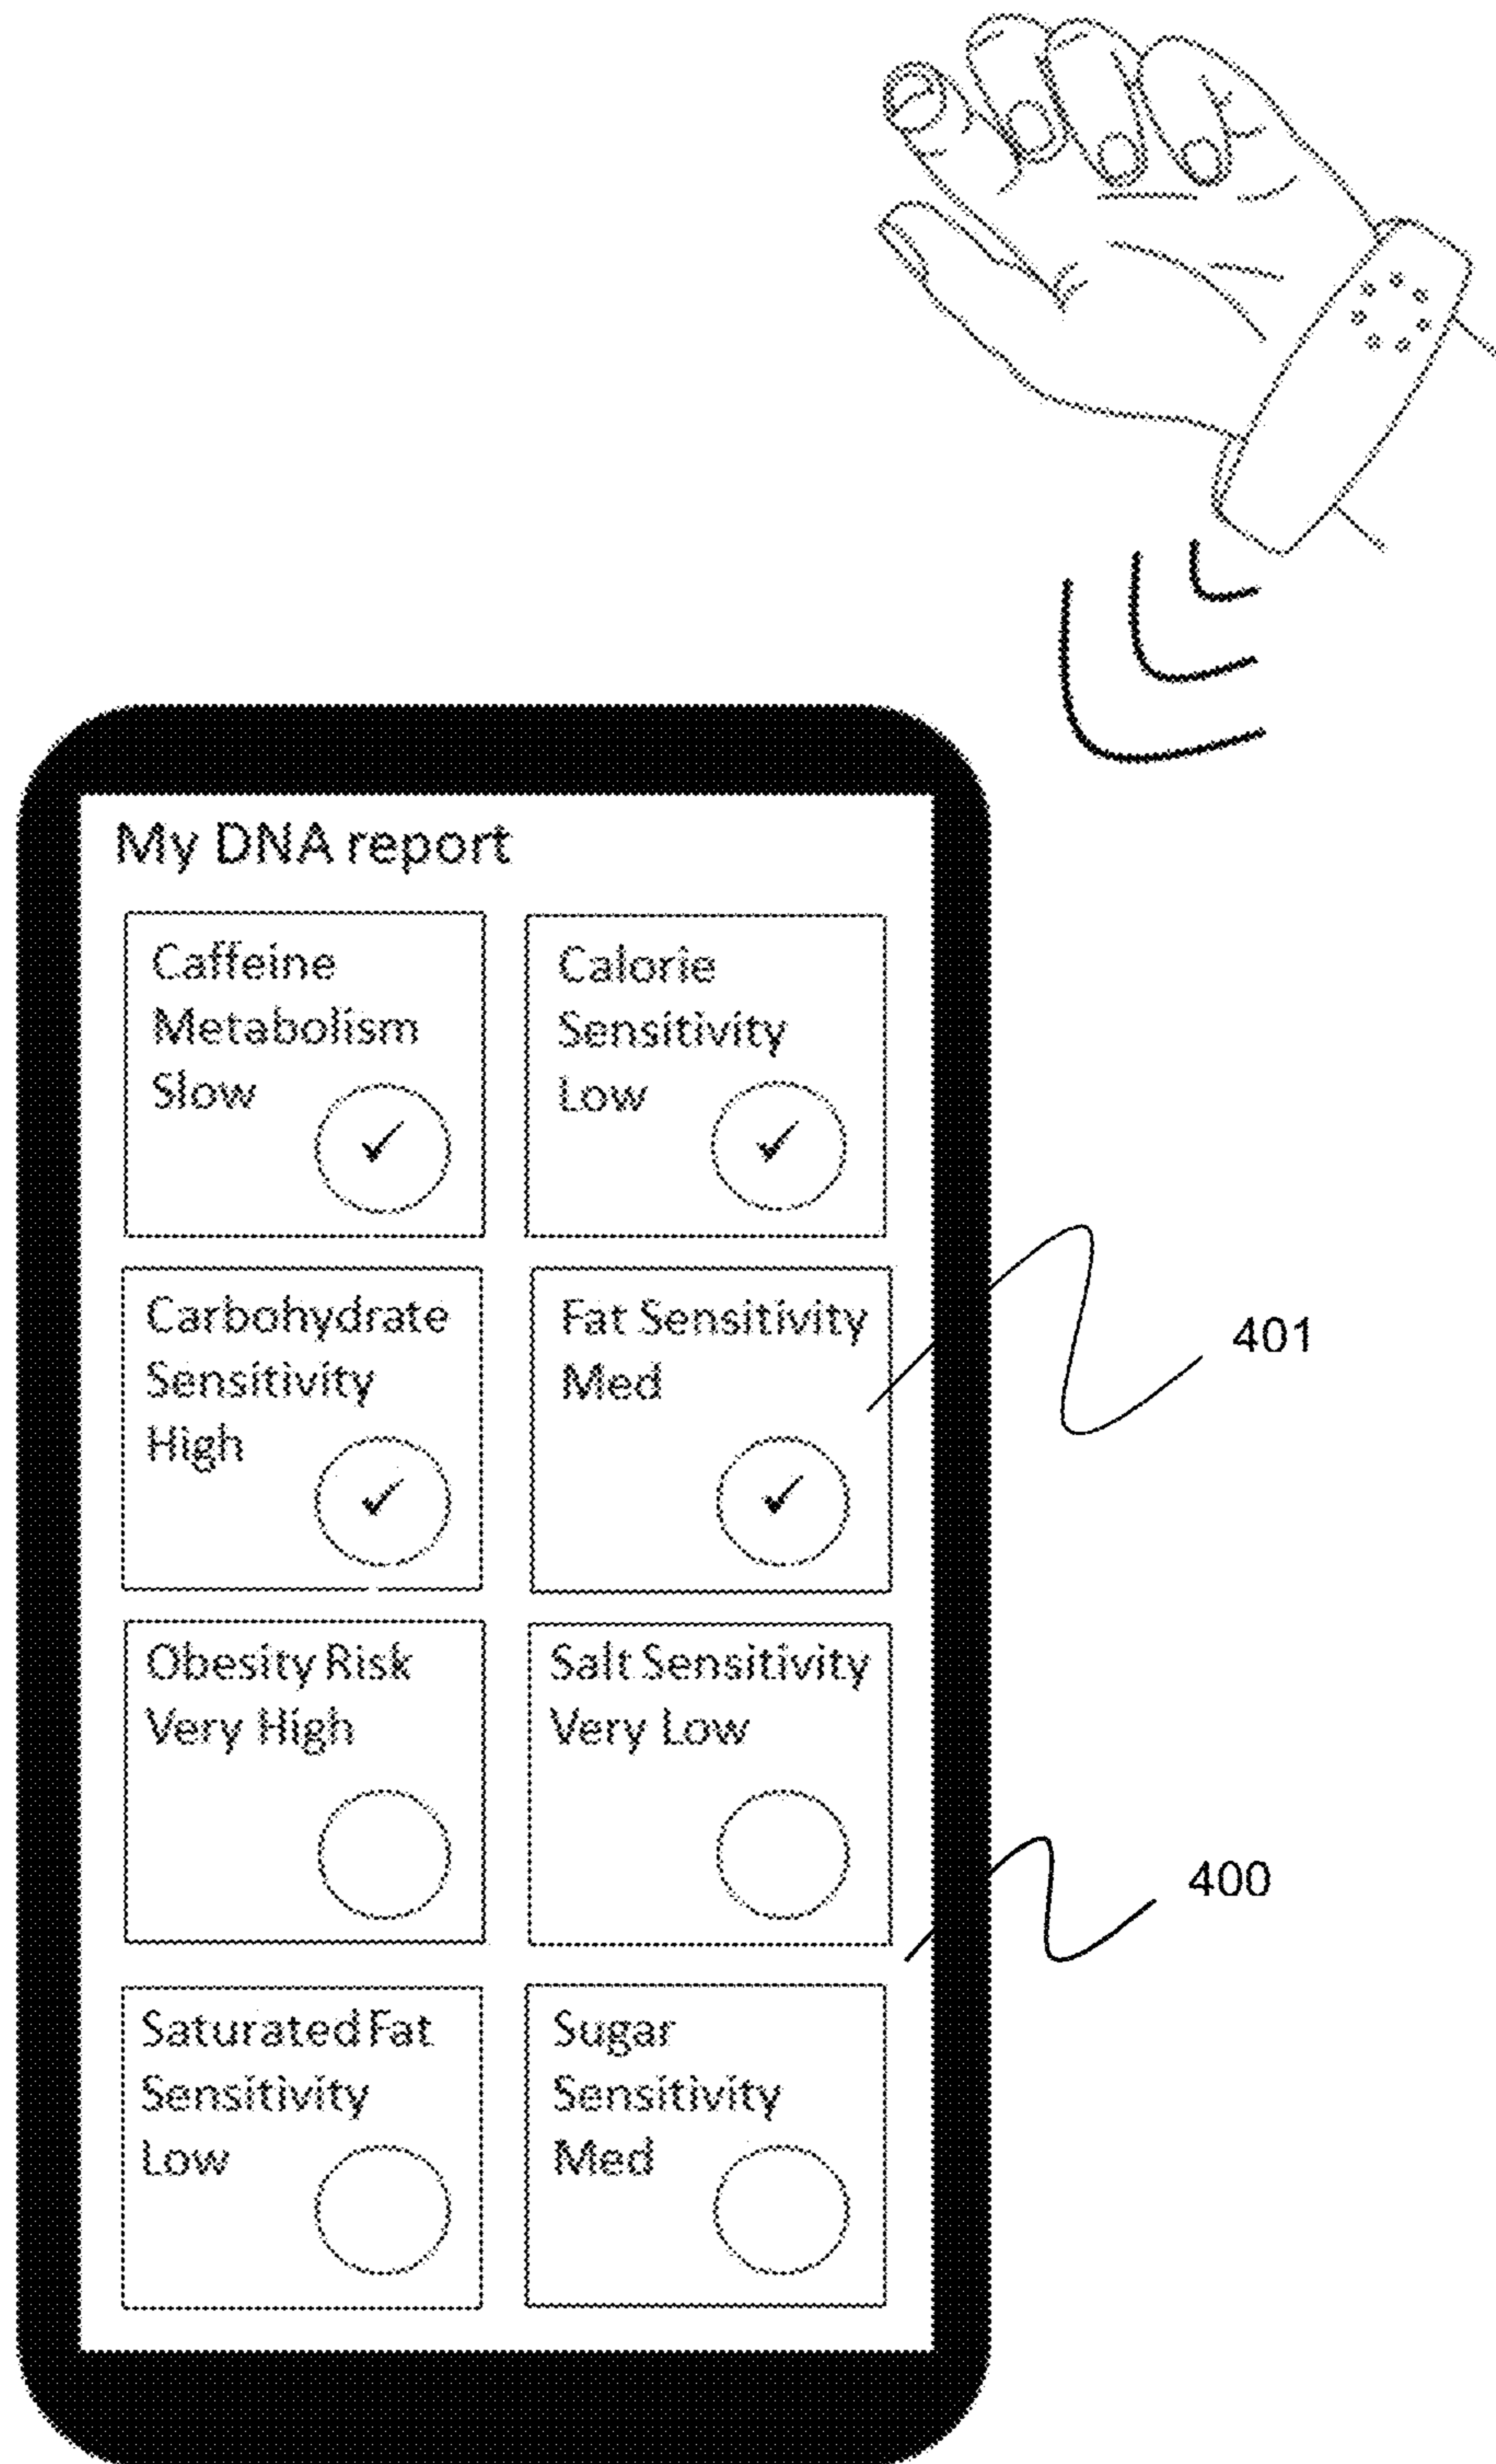 My DNA report
Caffeine
Metabolism
Slow
Calorie
Sensitivity
Low
Carbohydrate
Sensitivity
High
Fat Sensitivity
Med
401
Obesity Risk
Very High
Salt Sensitivity
Very Low
400
Saturated Fat
Sensitivity
Low
Sugar
Sensitivity
Med